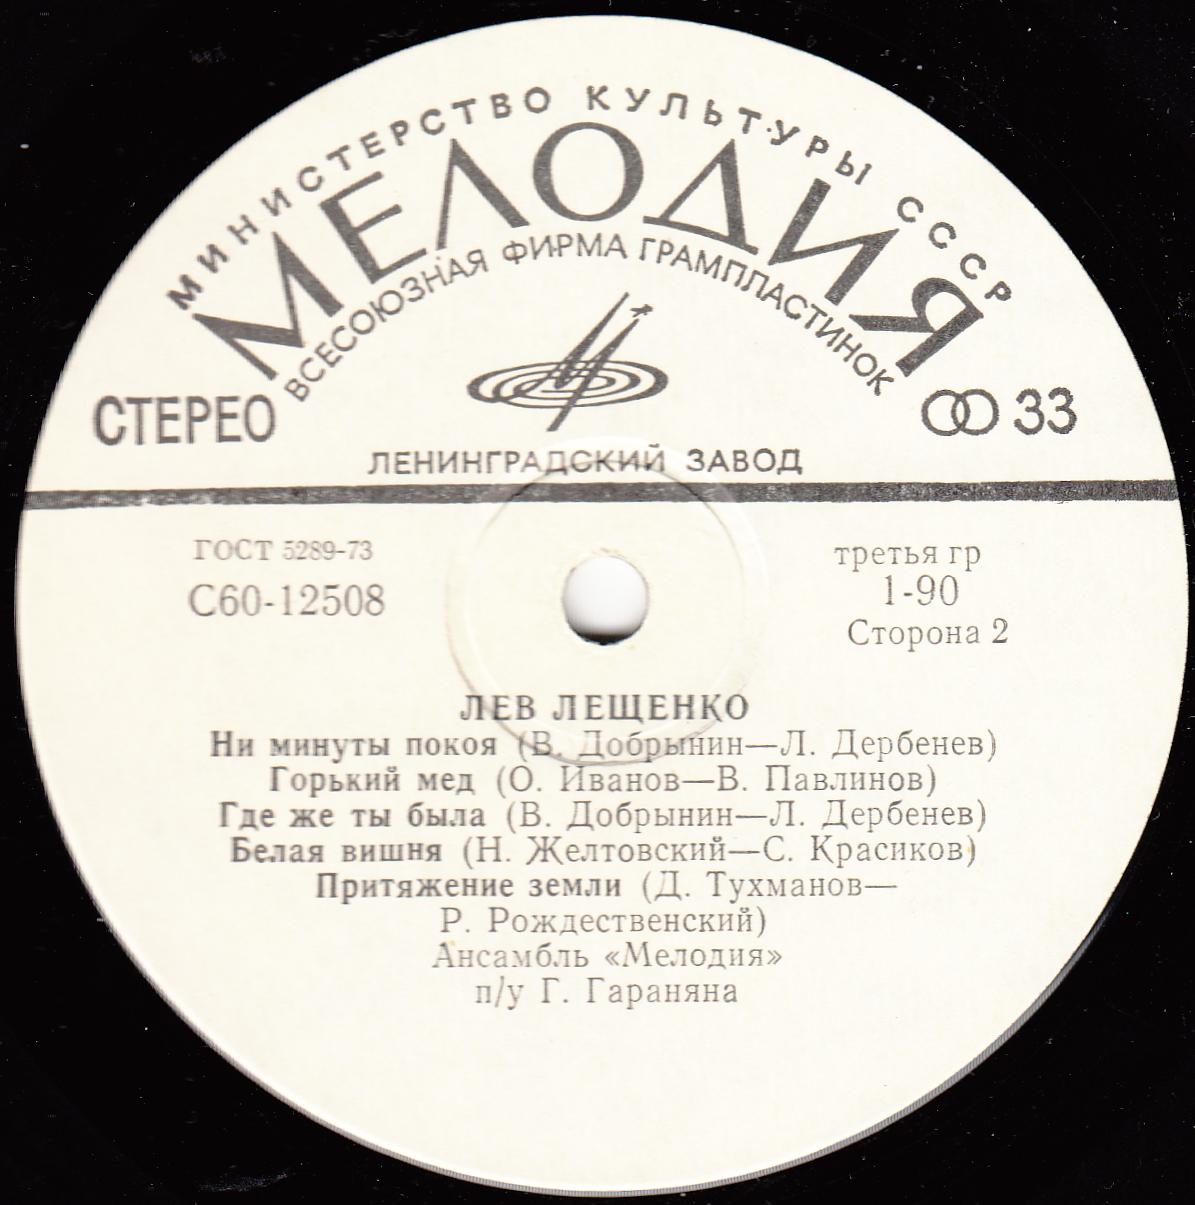 МИНИСТЕРСТВО КУЛЬТУРЫ СССР
МЕЛОДИЯ
ВСЕСОЮЗНАЯ ФИРМА ГРАМПЛАСТИНОК
СТЕРЕО
33
ЛЕНИНГРАДСКИЙ ЗАВОД
ГОСТ 5289-73
С60-12508
третья гр
1-90
Сторона 2
ЛЕВ ЛЕЩЕНКО
Ни минуты покоя (В. Добрынин—Л. Дербенев)
Горький мед (О. Иванов—В. Павлинов)
Где же ты была (В. Добрынин—Л. Дербенев)
Белая вишня (Н. Желтовский—С. Красиков)
Притяжение земли (Д. Тухманов—
Р. Рождественский)
Ансамбль «Мелодия»
п/у Г. Гараняна